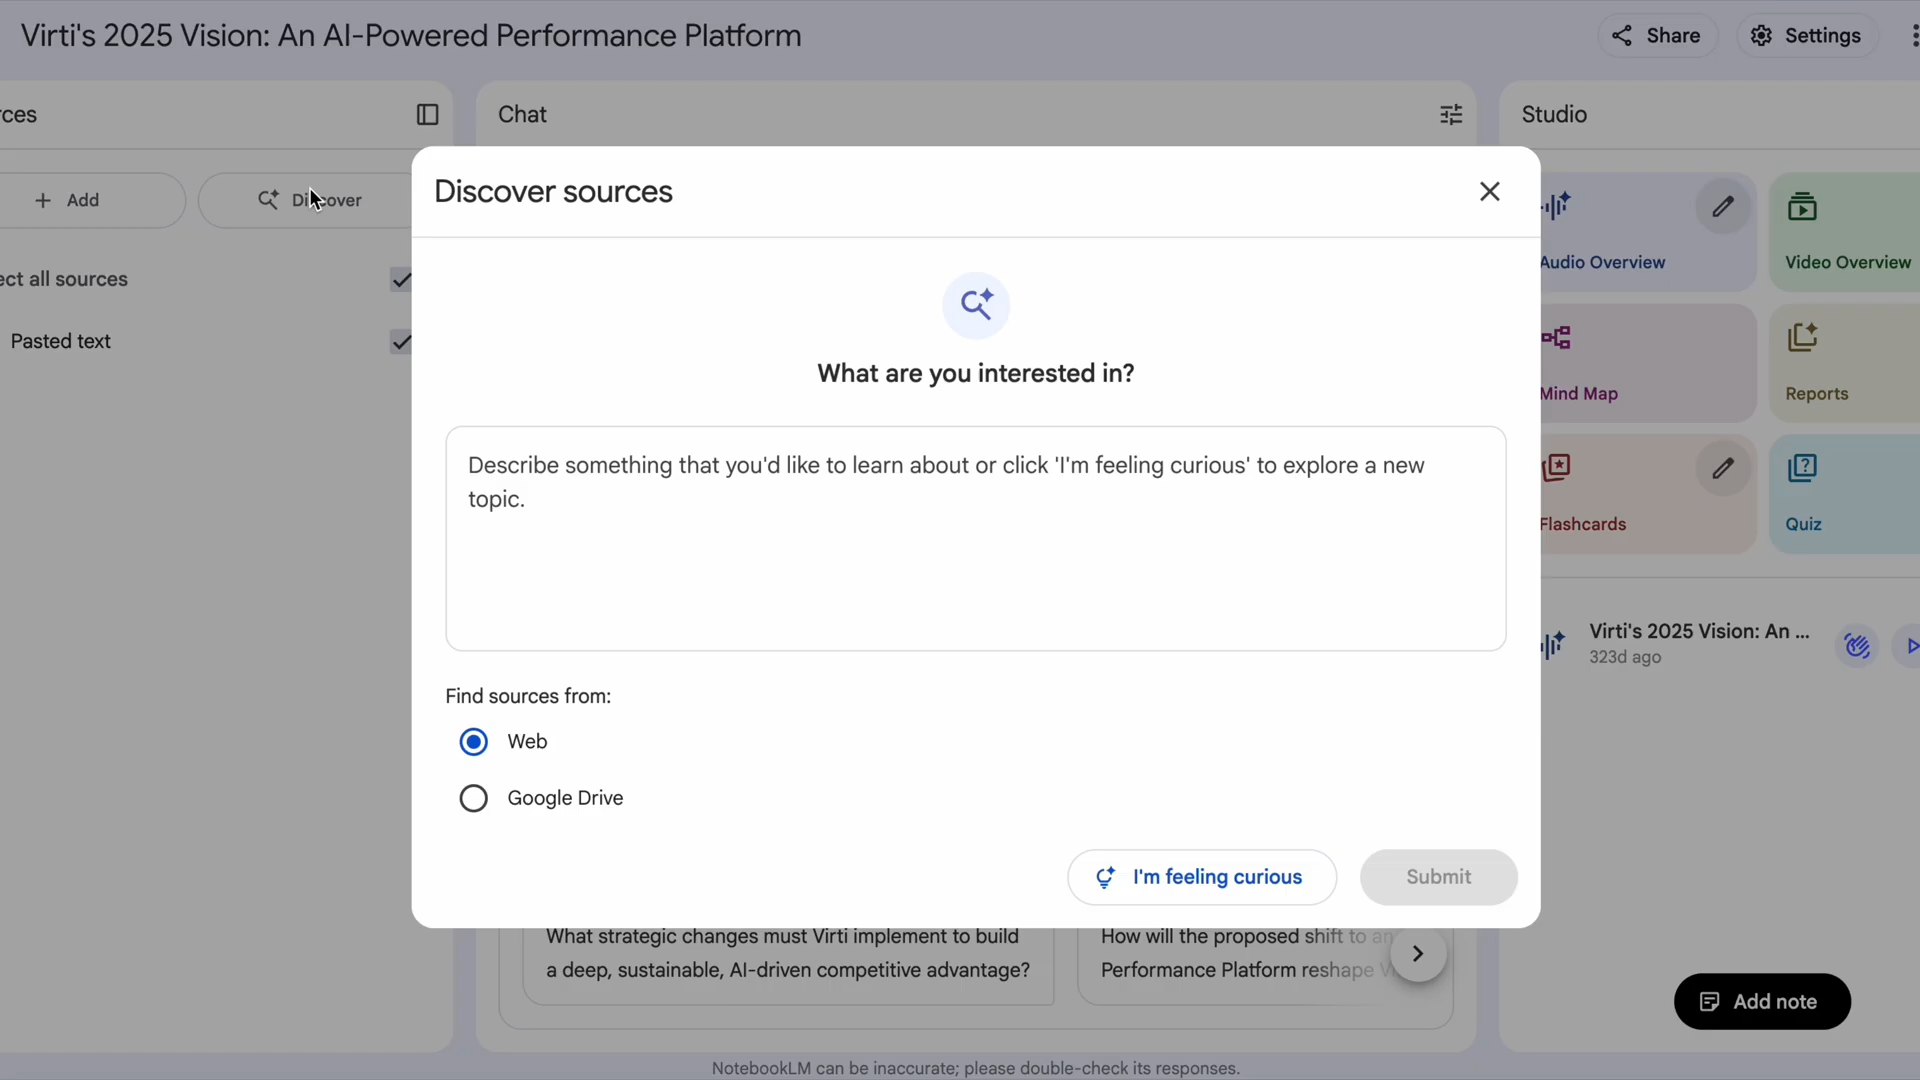 Virti's 2025 Vision: An AI-Powered Performance Platform
Share
Settings
rces
Chat
Studio
Add
Discover
ect all sources
Pasted text
Discover sources
What are you interested in?
Describe something that you'd like to learn about or click 'I'm feeling curious' to explore a new
topic.
Find sources from:
Web
Google Drive
I'm feeling curious
Submit
Audio Overview
Video Overview
Mind Map
Reports
Flashcards
Quiz
Virti's 2025 Vision: An ...
323d ago
What strategic changes must Virti implement to build
a deep, sustainable, AI-driven competitive advantage?
How will the proposed shift to an
Performance Platform reshape
Add note
NotebookLM can be inaccurate; please double-check its responses.